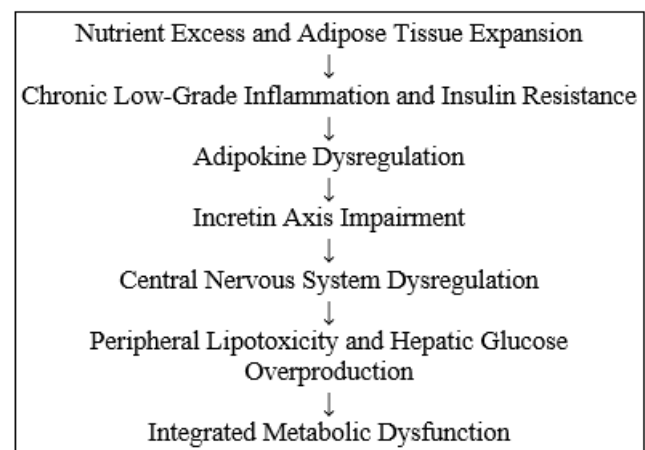 Nutrient Excess and Adipose Tissue Expansion
↓
Chronic Low-Grade Inflammation and Insulin Resistance
↓
Adipokine Dysregulation
↓
Incretin Axis Impairment
↓
Central Nervous System Dysregulation
↓
Peripheral Lipotoxicity and Hepatic Glucose
Overproduction
↓
Integrated Metabolic Dysfunction